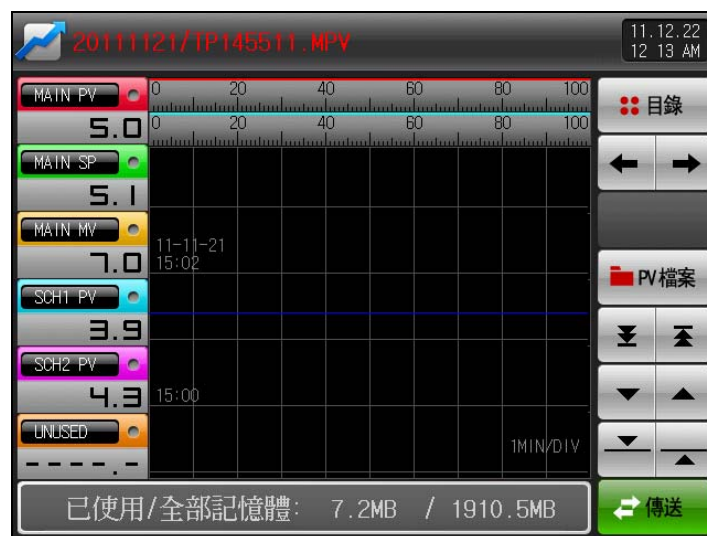 20111121/TP145511.MPV
11.12.22
12 13 AM
MAIN PV
5.0
0 20 40 60 80 100
0 20 40 60 80 100
MAIN SP
5.1
MAIN MV
7.0
11-11-21
15:02
SCH1 PV
3.9
SCH2 PV
4.3
15:00
UNUSED
----.-
1MIN/DIV
目錄
PV檔案
傳送
已使用/全部記憶體: 7.2MB / 1910.5MB